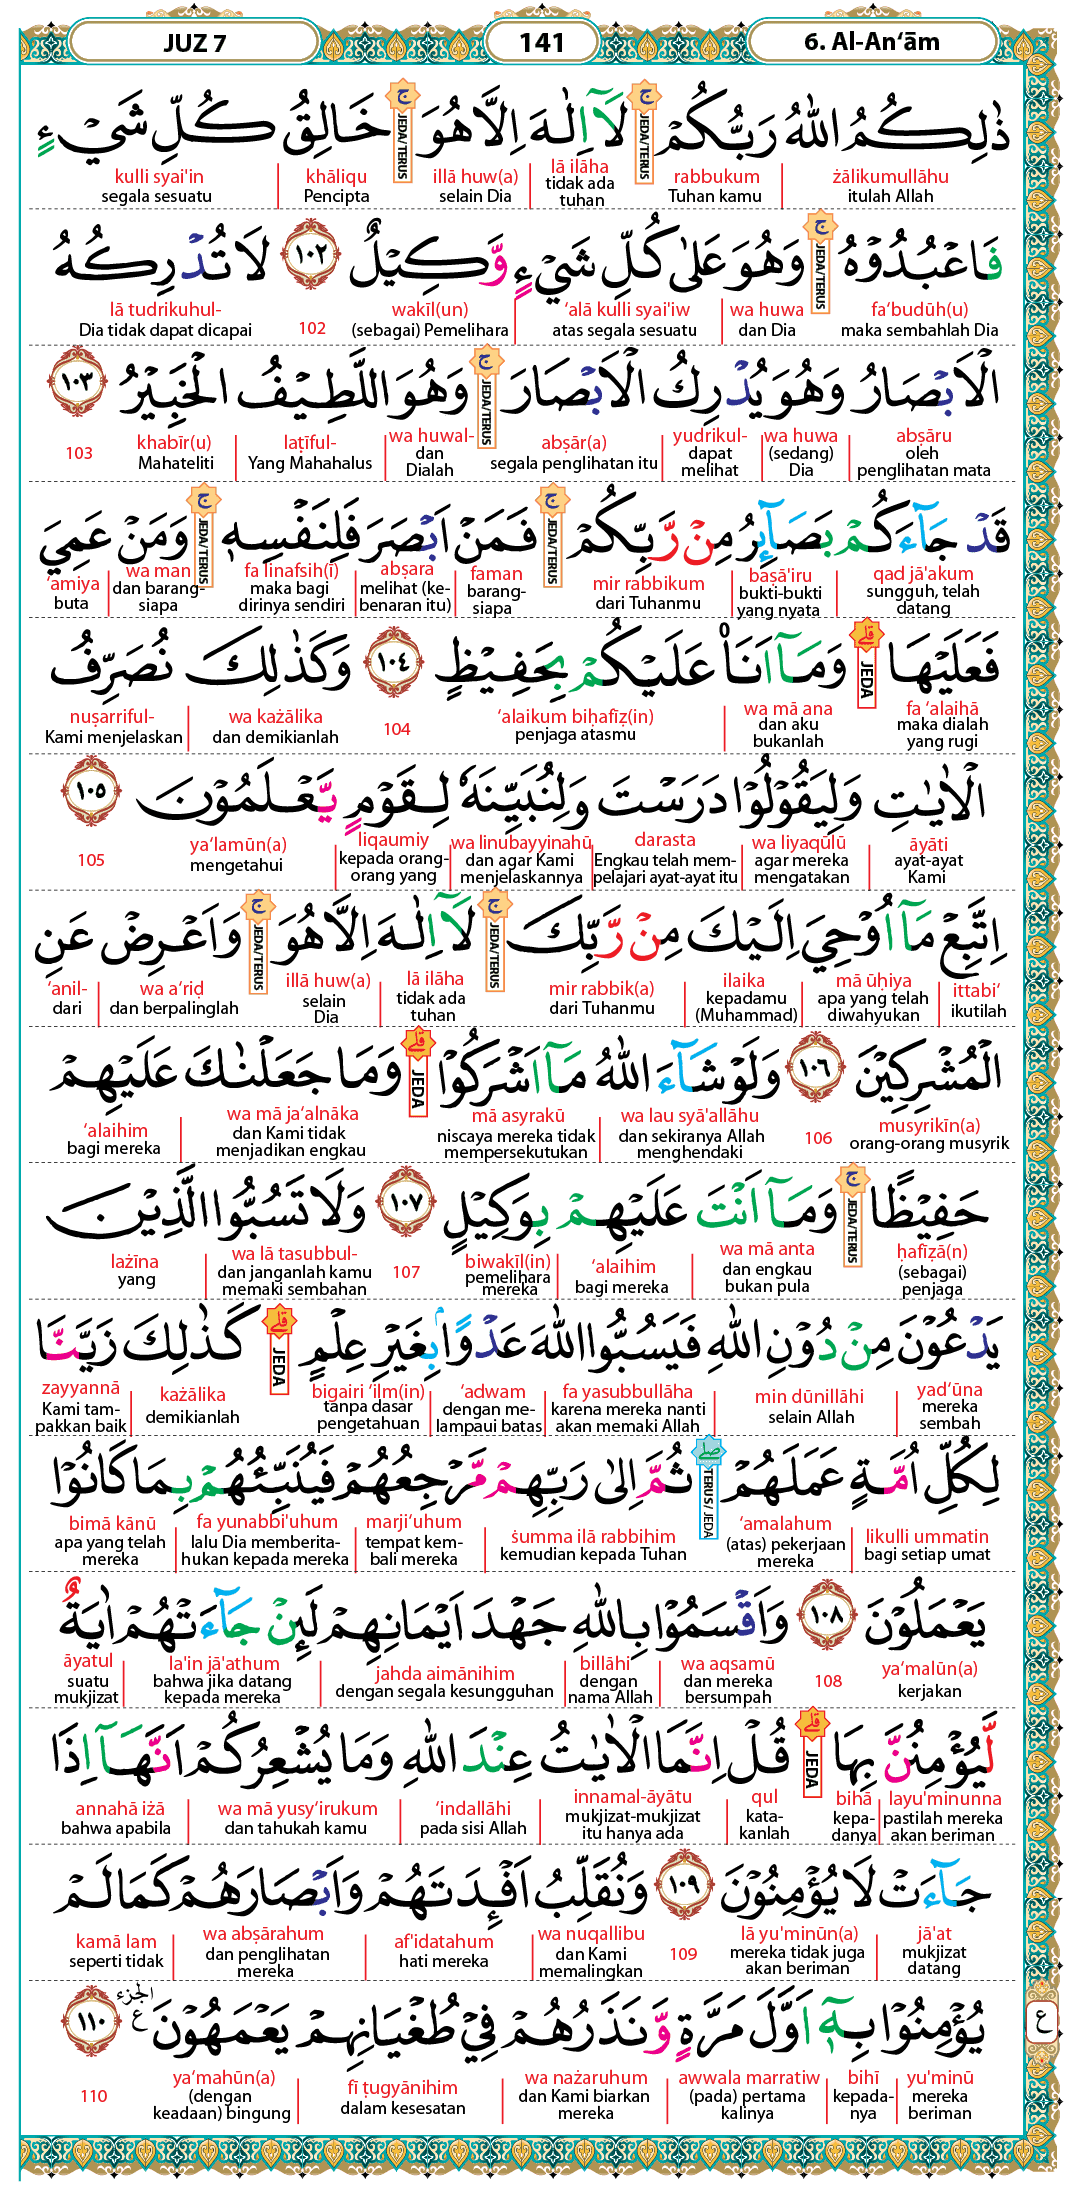 JUZ 7 141 6. Al-An‘ām
ذٰلِكُمُ اللّٰهُ رَبُّكُمْۚ لَآ اِلٰهَ اِلَّا هُوَۚ خَالِقُ كُلِّ شَيْءٍ
JEDA/TERUS JEDA/TERUS
żālikumullāhu rabbukum lā ilāha illā huw(a) khāliqu kulli syai'in
itulah Allah Tuhan kamu tidak ada tuhan selain Dia Pencipta segala sesuatu
فَاعْبُدُوْهُۚ وَهُوَ عَلٰى كُلِّ شَيْءٍ وَّكِيْلٌ ١٠٢ لَا تُدْرِكُهُ
JEDA/TERUS
fa‘budūh(u) wa huwa ‘alā kulli syai'iw wakīl(un) 102 lā tudrikuhul-
maka sembahlah Dia dan Dia atas segala sesuatu (sebagai) Pemelihara Dia tidak dapat dicapai
الْاَبْصَارُ وَهُوَ يُدْرِكُ الْاَبْصَارَۚ وَهُوَ اللَّطِيْفُ الْخَبِيْرُ ١٠٣
JEDA/TERUS
abṣāru wa huwa yudrikul- abṣār(a) wa huwal- laṭīful- khabīr(u) 103
oleh penglihatan mata (sedang) Dia dapat melihat segala penglihatan itu dan Dialah Yang Mahahalus Mahateliti
قَدْ جَآءَكُمْ بَصَآىِٕرُ مِنْ رَّبِّكُمْۚ فَمَنْ اَبْصَرَ فَلِنَفْسِهٖۚ وَمَنْ عَمِيَ
JEDA/TERUS JEDA/TERUS
qad jā'akum baṣā'iru mir rabbikum faman abṣara fa linafsih(ī) wa man ‘amiya
sungguh, telah datang bukti-bukti yang nyata dari Tuhanmu barang-siapa melihat (ke-benaran itu) maka bagi dirinya sendiri dan barang-siapa buta
فَعَلَيْهَاۗ وَمَآ اَنَا۠ عَلَيْكُمْ بِحَفِيْظٍ ١٠٤ وَكَذٰلِكَ نُصَرِّفُ
JEDA
fa ‘alaihā wa mā ana ‘alaikum biḥafīẓ(in) 104 wa każālika nuṣarriful-
maka dialah yang rugi dan aku bukanlah penjaga atasmu dan demikianlah Kami menjelaskan
الْاٰيٰتِ وَلِيَقُوْلُوْا دَرَسْتَ وَلِنُبَيِّنَهٗ لِقَوْمٍ يَّعْلَمُوْنَ ١٠٥
āyāti wa liyaqūlū darasta wa linubayyinahū liqaumiy ya‘lamūn(a) 105
ayat-ayat Kami agar mereka mengatakan Engkau telah mem-pelajari ayat-ayat itu dan agar Kami menjelaskannya kepada orang-orang yang mengetahui
اِتَّبِعْ مَآ اُوْحِيَ اِلَيْكَ مِنْ رَّبِّكَۚ لَآ اِلٰهَ اِلَّا هُوَۚ وَاَعْرِضْ عَنِ
JEDA/TERUS JEDA/TERUS
ittabi‘ mā ūḥiya ilaika mir rabbik(a) lā ilāha illā huw(a) wa a‘riḍ ‘anil-
ikutilah apa yang telah diwahyukan kepadamu (Muhammad) dari Tuhanmu tidak ada tuhan selain Dia dan berpalinglah dari
الْمُشْرِكِيْنَ ١٠٦ وَلَوْ شَآءَ اللّٰهُ مَآ اَشْرَكُوْاۗ وَمَا جَعَلْنٰكَ عَلَيْهِمْ
JEDA
musyrikīn(a) 106 wa lau syā'allāhu mā asyrakū wa mā ja‘alnāka ‘alaihim
orang-orang musyrik dan sekiranya Allah menghendaki niscaya mereka tidak mempersekutukan dan Kami tidak menjadikan engkau bagi mereka
حَفِيْظًاۚ وَمَآ اَنْتَ عَلَيْهِمْ بِوَكِيْلٍ ١٠٧ وَلَا تَسُبُّوا الَّذِيْنَ
JEDA/TERUS
ḥafīẓā(n) wa mā anta ‘alaihim biwakīl(in) 107 wa lā tasubbul- lażīna
(sebagai) penjaga dan engkau bukan pula bagi mereka pemelihara mereka dan janganlah kamu memaki sembahan yang
يَدْعُوْنَ مِنْ دُوْنِ اللّٰهِ فَيَسُبُّوا اللّٰهَ عَدْوًاۢ بِغَيْرِ عِلْمٍۗ كَذٰلِكَ زَيَّنَّا
JEDA
yad‘ūna min dūnillāhi fa yasubbullāha ‘adwam bigairi ‘ilm(in) każālika zayyannā
mereka sembah selain Allah karena mereka nanti akan memaki Allah dengan me-lampaui batas tanpa dasar pengetahuan demikianlah Kami tam-pakkan baik
لِكُلِّ اُمَّةٍ عَمَلَهُمْۖ ثُمَّ اِلٰى رَبِّهِمْ مَّرْجِعُهُمْ فَيُنَبِّئُهُمْ بِمَا كَانُوْا
TERUS / JEDA
likulli ummatin ‘amalahum ṡumma ilā rabbihim marji‘uhum fa yunabbi'uhum bimā kānū
bagi setiap umat (atas) pekerjaan mereka kemudian kepada Tuhan tempat kem-bali mereka lalu Dia memberita-hukan kepada mereka apa yang telah mereka
يَعْمَلُوْنَ ١٠٨ وَاَقْسَمُوْا بِاللّٰهِ جَهْدَ اَيْمَانِهِمْ لَىِٕنْ جَآءَتْهُمْ اٰيَةٌ
ya‘malūn(a) 108 wa aqsamū billāhi jahda aimānihim la'in jā'athum āyatul
kerjakan dan mereka bersumpah dengan nama Allah dengan segala kesungguhan bahwa jika datang kepada mereka suatu mukjizat
لَّيُؤْمِنُنَّ بِهَاۗ قُلْ اِنَّمَا الْاٰيٰتُ عِنْدَ اللّٰهِ وَمَا يُشْعِرُكُمْ اَنَّهَآ اِذَا
JEDA
layu'minunna bihā qul innamal-āyātu ‘indallāhi wa mā yusy‘irukum annahā iżā
pastilah mereka akan beriman kepa-danya kata-kanlah mukjizat-mukjizat itu hanya ada pada sisi Allah dan tahukah kamu bahwa apabila
جَآءَتْ لَا يُؤْمِنُوْنَ ١٠٩ وَنُقَلِّبُ اَفْـِٕدَتَهُمْ وَاَبْصَارَهُمْ كَمَا لَمْ
jā'at lā yu'minūn(a) 109 wa nuqallibu af'idatahum wa abṣārahum kamā lam
mukjizat datang mereka tidak juga akan beriman dan Kami memalingkan hati mereka dan penglihatan mereka seperti tidak
يُؤْمِنُوْا بِهٖٓ اَوَّلَ مَرَّةٍ وَّنَذَرُهُمْ فِيْ طُغْيَانِهِمْ يَعْمَهُوْنَ ࣖ الجزء ١١٠ ع
yu'minū bihī awwala marratiw wa nażaruhum fī ṭugyānihim ya‘mahūn(a) 110
mereka beriman kepada-nya (pada) pertama kalinya dan Kami biarkan mereka dalam kesesatan (dengan keadaan) bingung